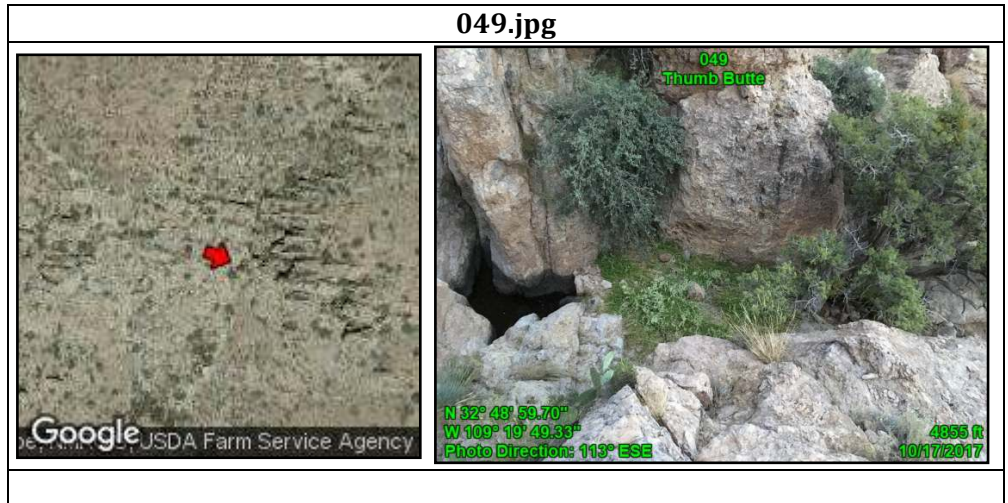 049.jpg
049
Thumb Butte
Google
USDA Farm Service Agency
N 32° 48' 59.70"
W 109° 19' 49.33"
4855 ft
Photo Direction: 113° ESE
10/17/2017